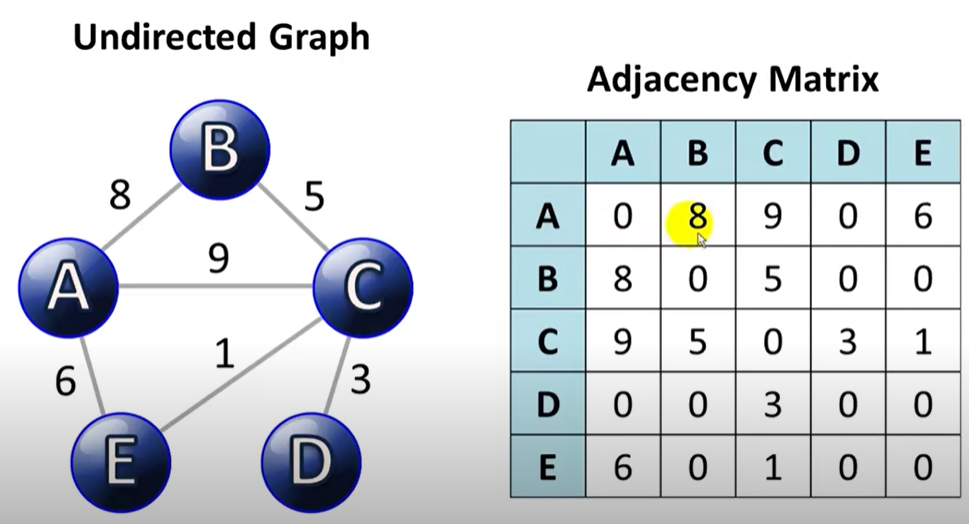 Undirected Graph
B
8
5
9
A
C
1
6
3
E
D
Adjacency Matrix
A B C D E
A 0 8 9 0 6
B 8 0 5 0 0
C 9 5 0 3 1
D 0 0 3 0 0
E 6 0 1 0 0